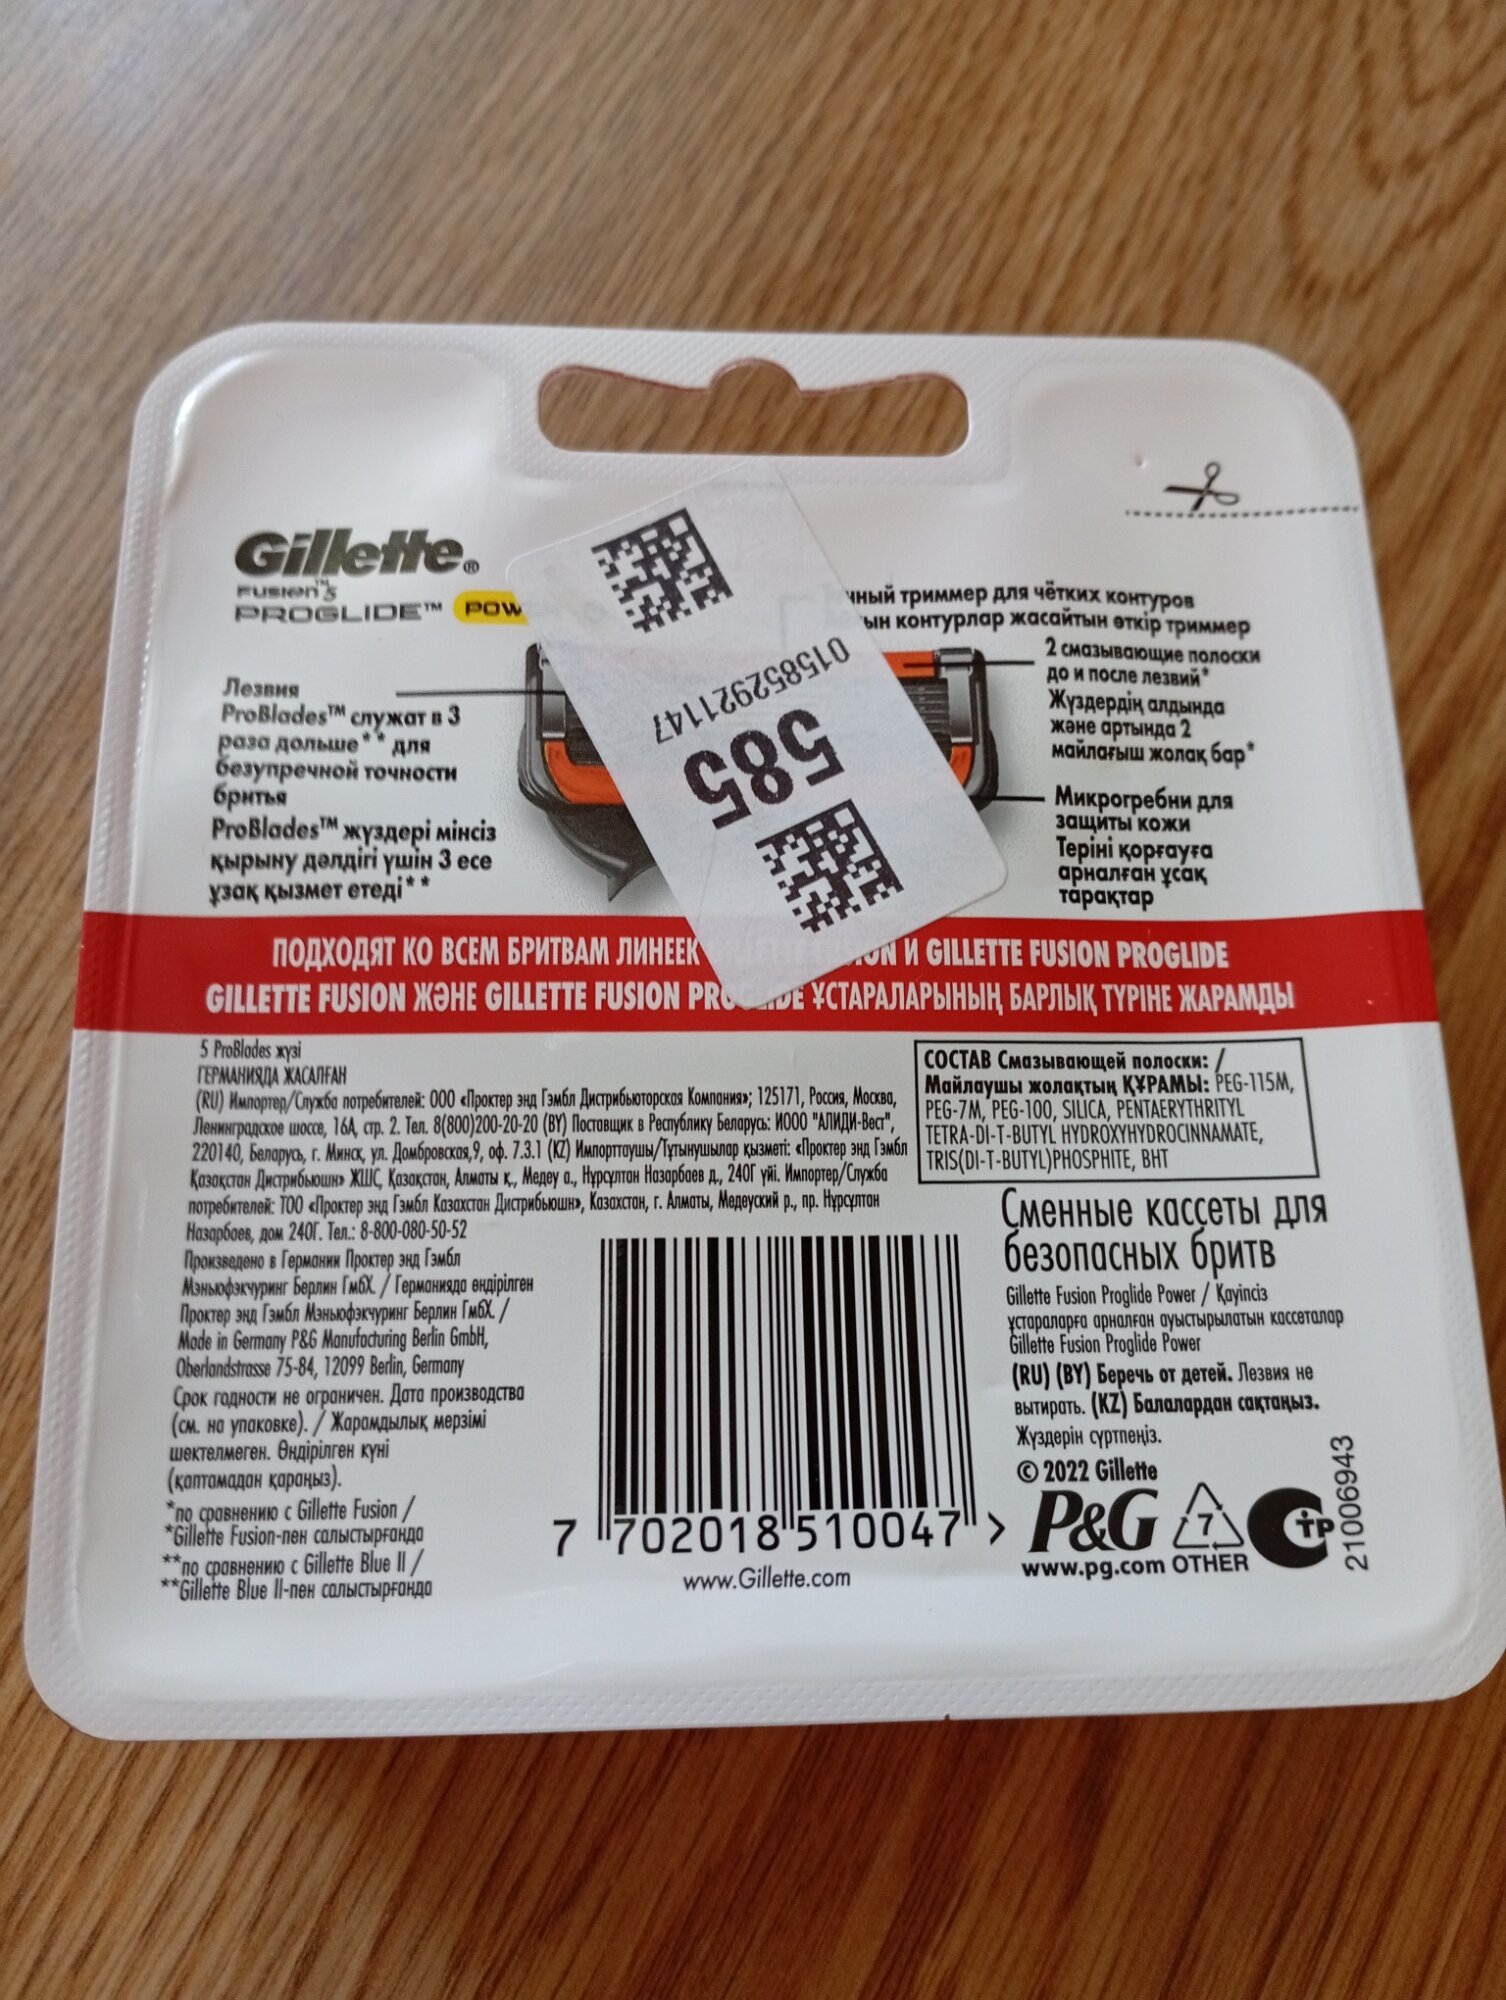 Gillette®
FUSION5™
PROGLIDE™ POW
015852921147
585
ный триммер для чётких контуров
ын контурлар жасайтын өткір триммер
Лезвия
ProBlades™ служат в 3
раза дольше** для
безупречной точности
бритья
ProBlades™ жүздері мінсіз
қырыну дәлдігі үшін 3 есе
ұзақ қызмет етеді**
2 смазывающие полоски
до и после лезвий*
Жүздердің алдында
және артында 2
майлағыш жолақ бар*
Микрогребни для
защиты кожи
Теріні қорғауға
арналған ұсақ
тарақтар
ПОДХОДЯТ КО ВСЕМ БРИТВАМ ЛИНЕЕК И GILLETTE FUSION PROGLIDE
GILLETTE FUSION ЖӘНЕ GILLETTE FUSION PROGLIDE ҰСТАРАЛАРЫНЫҢ БАРЛЫҚ ТҮРІНЕ ЖАРАМДЫ
5 ProBlades жүзі
ГЕРМАНИЯДА ЖАСАЛҒАН
(RU) Импортер/Служба потребителей: ООО «Проктер энд Гэмбл Дистрибьюторская Компания»; 125171, Россия, Москва,
Ленинградское шоссе, 16А, стр. 2. Тел. 8(800)200-20-20 (BY) Поставщик в Республику Беларусь: ИООО "АЛИДИ-Вест",
220140, Беларусь, г. Минск, ул. Домбровская,9, оф. 7.3.1 (KZ) Импорттаушы/Тұтынушылар қызметі: «Проктер энд Гэмбл
Қазақстан Дистрибьюшн» ЖШС, Қазақстан, Алматы қ., Медеу а., Нұрсұлтан Назарбаев д., 240Г үйі. Импортер/Служба
потребителей: ТОО «Проктер энд Гэмбл Казахстан Дистрибьюшн», Казахстан, г. Алматы, Медеуский р., пр. Нұрсұлтан
Назарбаев, дом 240Г. Тел.: 8-800-080-50-52
Произведено в Германии Проктер энд Гэмбл
Мэньюфэкчуринг Берлин ГмбХ. / Германияда өндірілген
Проктер энд Гэмбл Мэньюфэкчуринг Берлин ГмбХ. /
Made in Germany P&G Manufacturing Berlin GmbH,
Oberlandstrasse 75-84, 12099 Berlin, Germany
Срок годности не ограничен. Дата производства
(см. на упаковке). / Жарамдылық мерзімі
шектелмеген. Өндірілген күні
(қаптамадан қараңыз).
*по сравнению с Gillette Fusion /
*Gillette Fusion-пен салыстырғанда
**по сравнению с Gillette Blue II /
**Gillette Blue II-пен салыстырғанда
СОСТАВ Смазывающей полоски: /
Майлаушы жолақтың ҚҰРАМЫ: PEG-115M,
PEG-7M, PEG-100, SILICA, PENTAERYTHRITYL
TETRA-DI-T-BUTYL HYDROXYHYDROCINNAMATE,
TRIS(DI-T-BUTYL)PHOSPHITE, BHT
Сменные кассеты для
безопасных бритв
Gillette Fusion Proglide Power / Қауіпсіз
ұстараларға арналған ауыстырылатын кассеталар
Gillette Fusion Proglide Power
(RU) (BY) Беречь от детей. Лезвия не
вытирать. (KZ) Балалардан сақтаңыз.
Жүздерін сүртпеңіз.
© 2022 Gillette
P&G
www.pg.com
7
OTHER
TP
21006943
7 702018 510047 >
www.Gillette.com